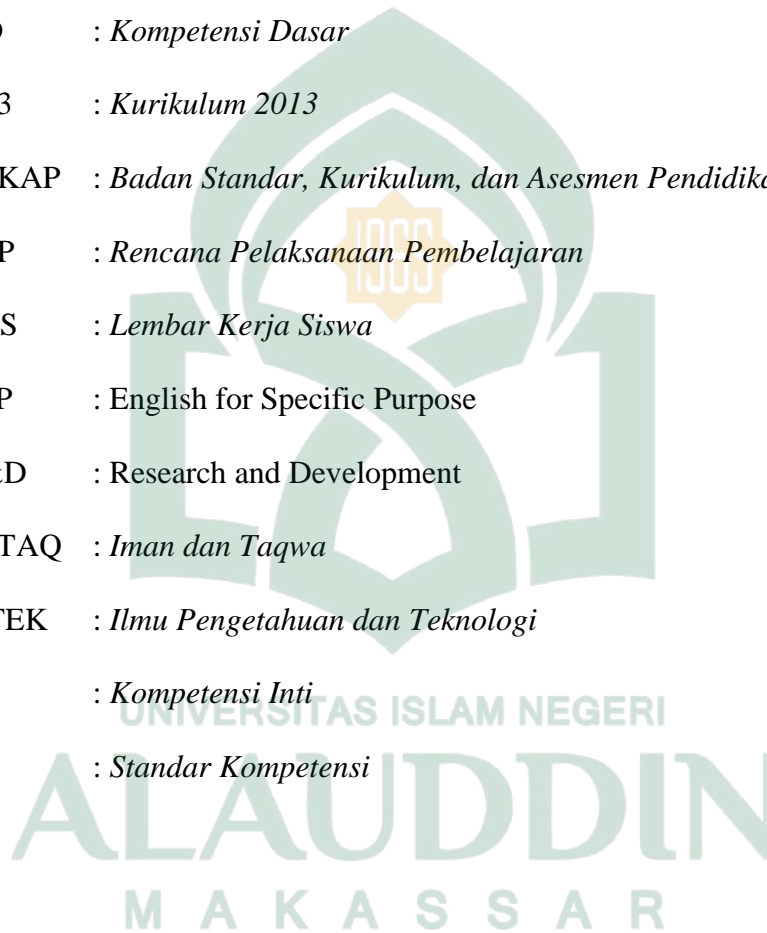 : Kompetensi Dasar
3 : Kurikulum 2013
KAP : Badan Standar, Kurikulum, dan Asesmen Pendidika
P : Rencana Pelaksanaan Pembelajaran
S : Lembar Kerja Siswa
P : English for Specific Purpose
D : Research and Development
TAQ : Iman dan Taqwa
TEK : Ilmu Pengetahuan dan Teknologi
: Kompetensi Inti
UNIVERSITAS ISLAM NEGERI
: Standar Kompetensi
ALAUDDIN
MAKASSAR